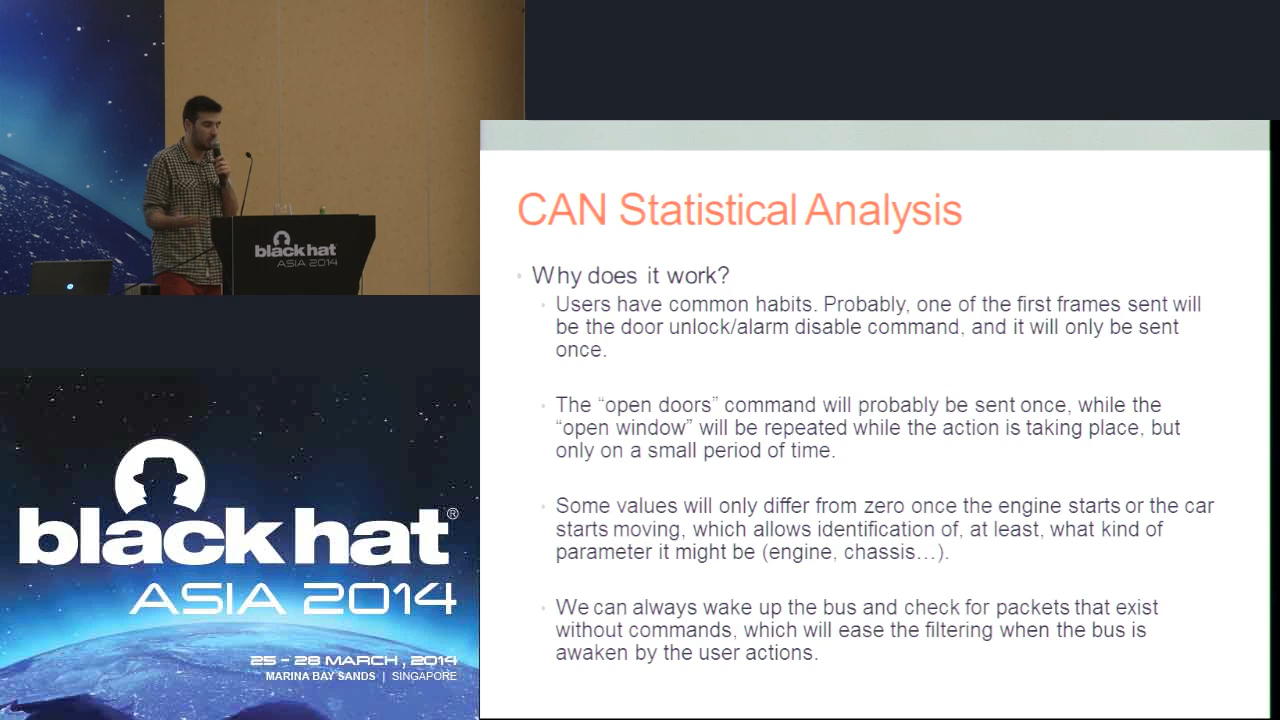 black hat
ASIA 2014
CAN Statistical Analysis
Why does it work?
Users have common habits. Probably, one of the first frames sent will
be the door unlock/alarm disable command, and it will only be sent
once.
The “open doors” command will probably be sent once, while the
“open window” will be repeated while the action is taking place, but
only on a small period of time.
Some values will only differ from zero once the engine starts or the car
starts moving, which allows identification of, at least, what kind of
parameter it might be (engine, chassis…).
We can always wake up the bus and check for packets that exist
without commands, which will ease the filtering when the bus is
awaken by the user actions.
black hat®
ASIA 2014
25 - 28 MARCH, 2014
MARINA BAY SANDS | SINGAPORE